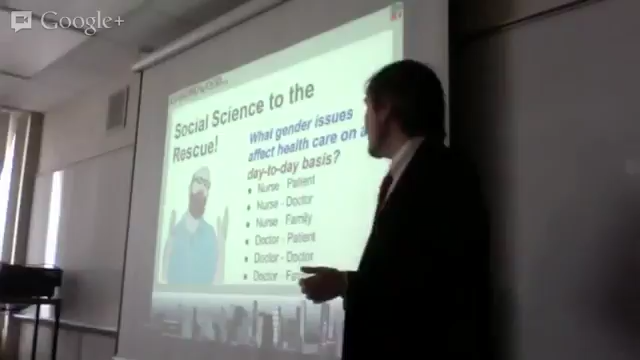 Google+
Social Science to the
Rescue!
What gender issues
affect health care on a
day-to-day basis?
Nurse - Patient
Nurse - Doctor
Nurse - Family
Doctor - Patient
Doctor - Doctor
Doctor -